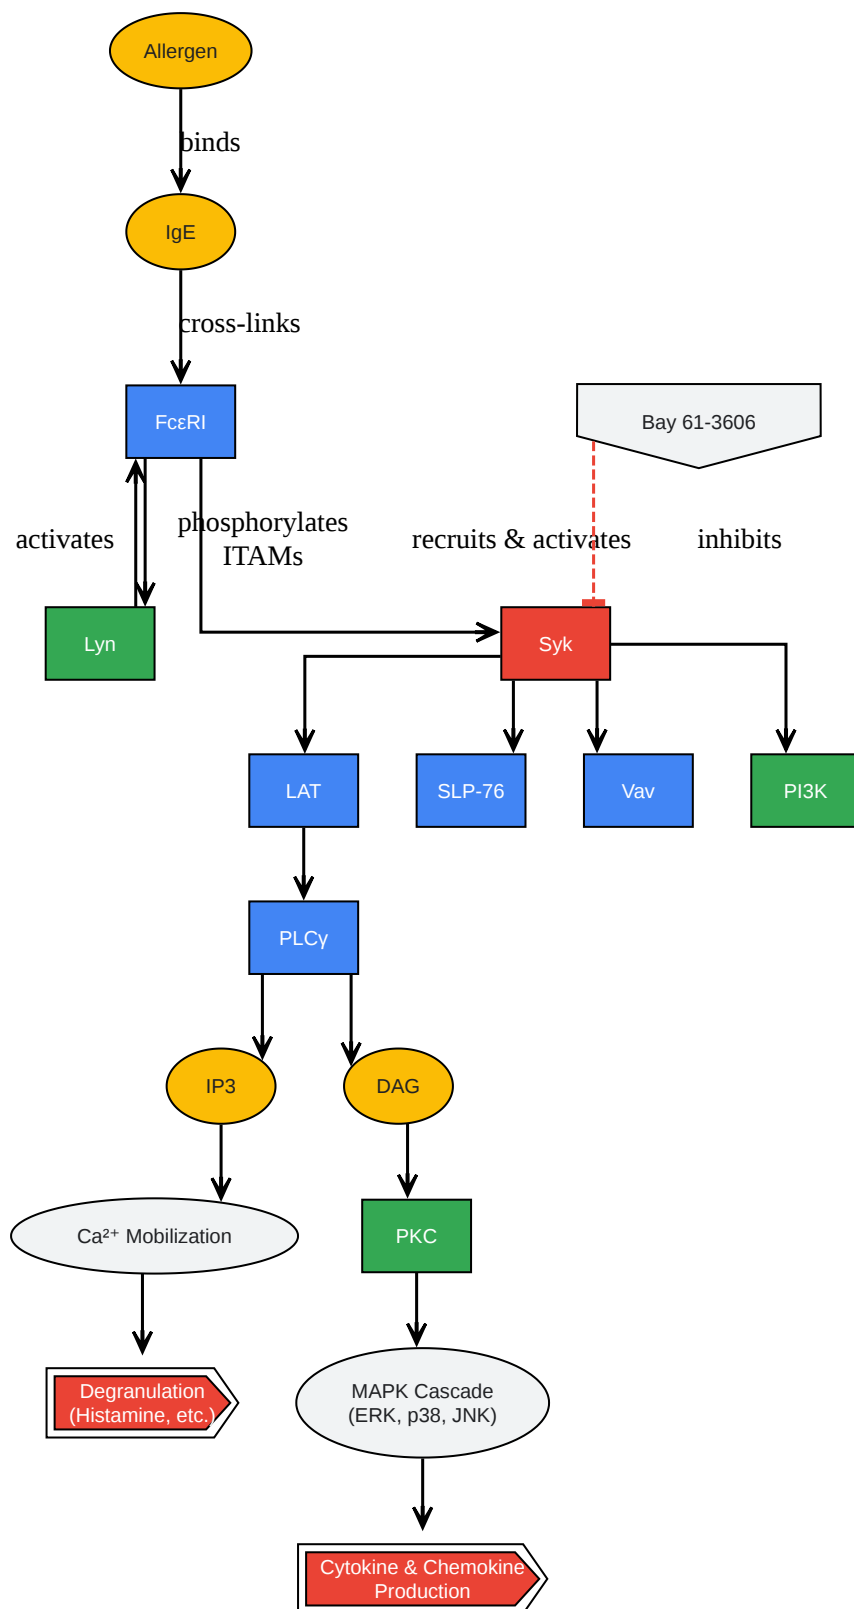 Allergen
binds
IgE
cross-links
FcεRI
Bay 61-3606
activates
phosphorylates
ITAMs
recruits & activates
inhibits
Lyn
Syk
LAT
SLP-76
Vav
PI3K
PLCγ
IP3
DAG
Ca²⁺ Mobilization
PKC
Degranulation
(Histamine, etc.)
MAPK Cascade
(ERK, p38, JNK)
Cytokine & Chemokine
Production